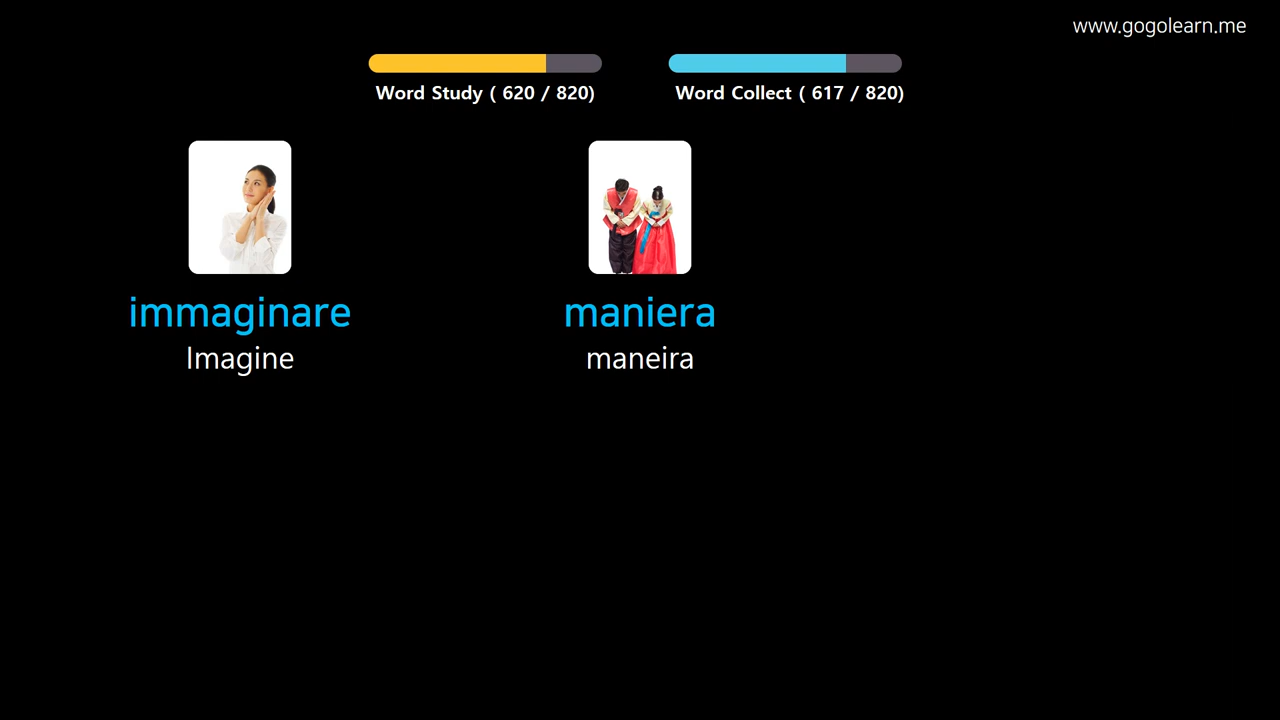 www.gogolearn.me
Word Study ( 620 / 820)
Word Collect ( 617 / 820)
immaginare
Imagine
maniera
maneira